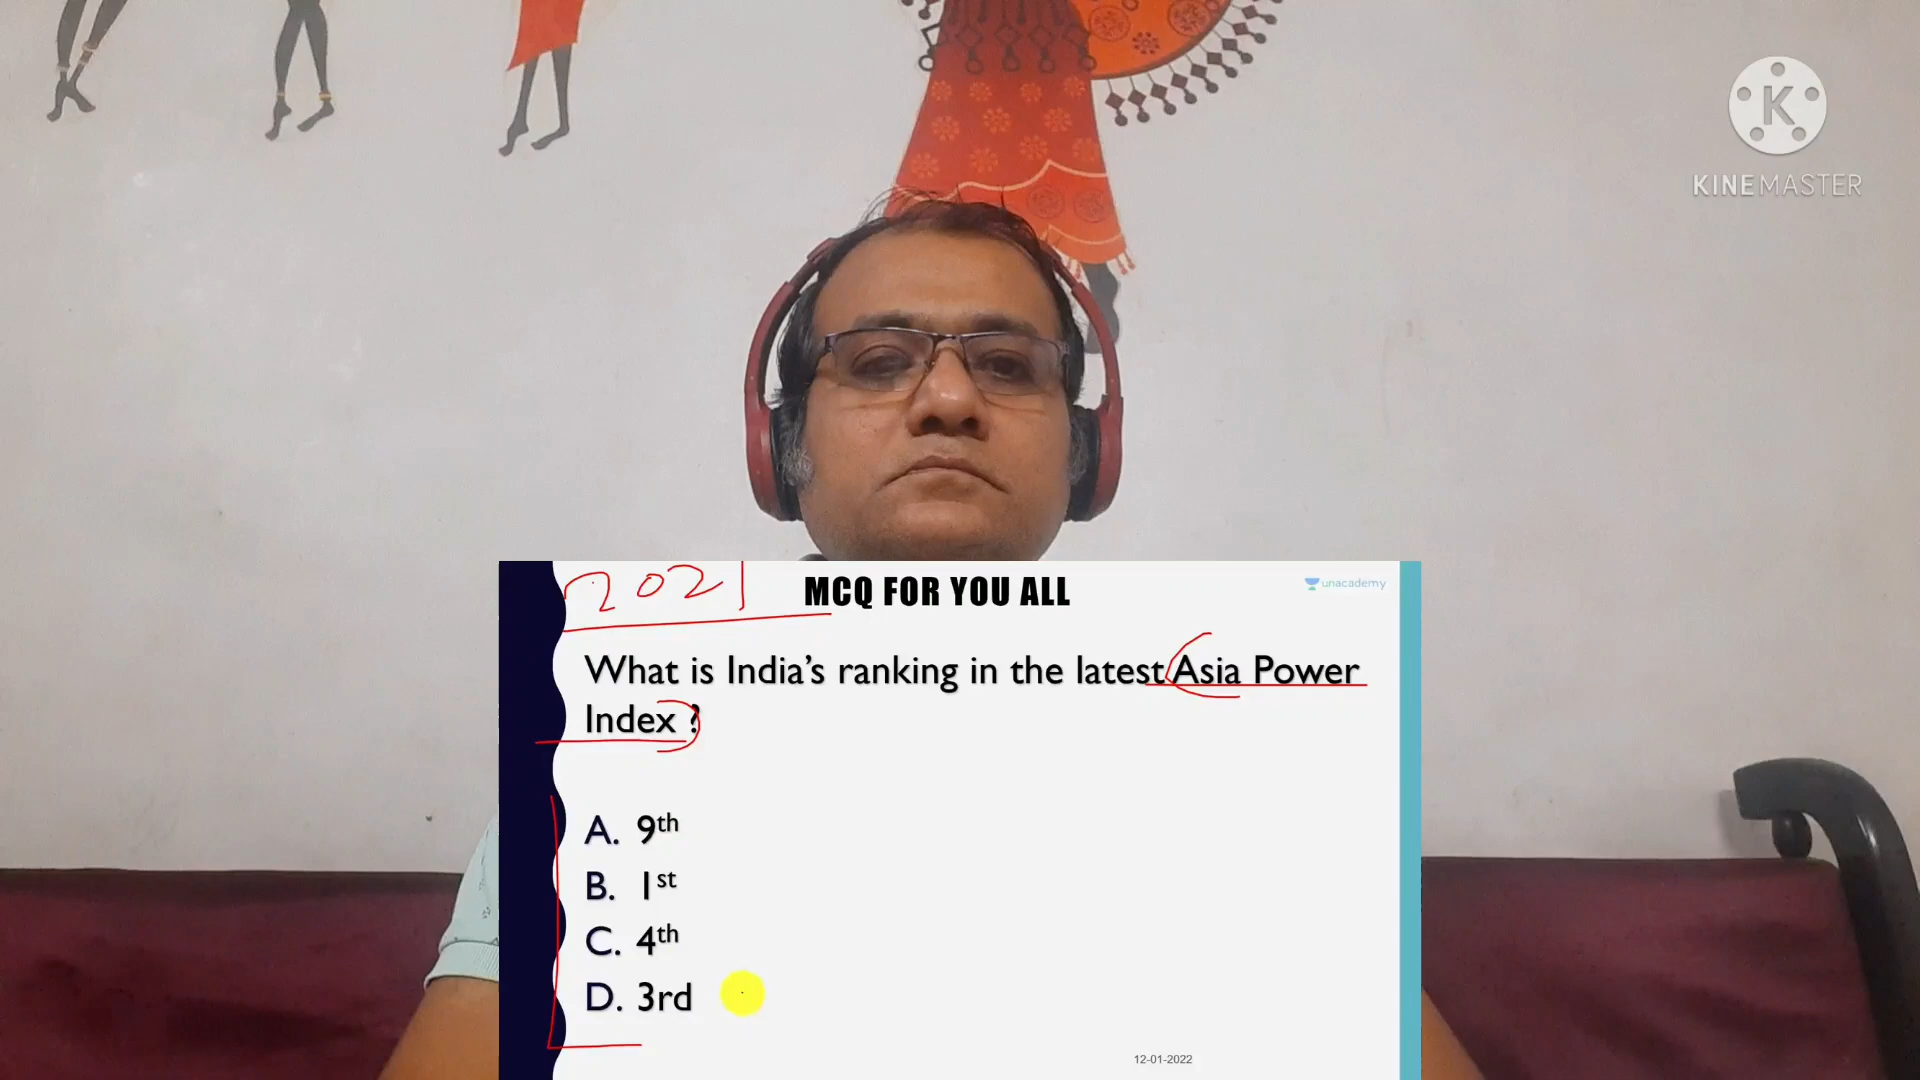 K
KINEMASTER
2021
MCQ FOR YOU ALL
unacademy
What is India's ranking in the latest Asia Power
Index ?
A. 9th
B. 1st
C. 4th
D. 3rd
12-01-2022